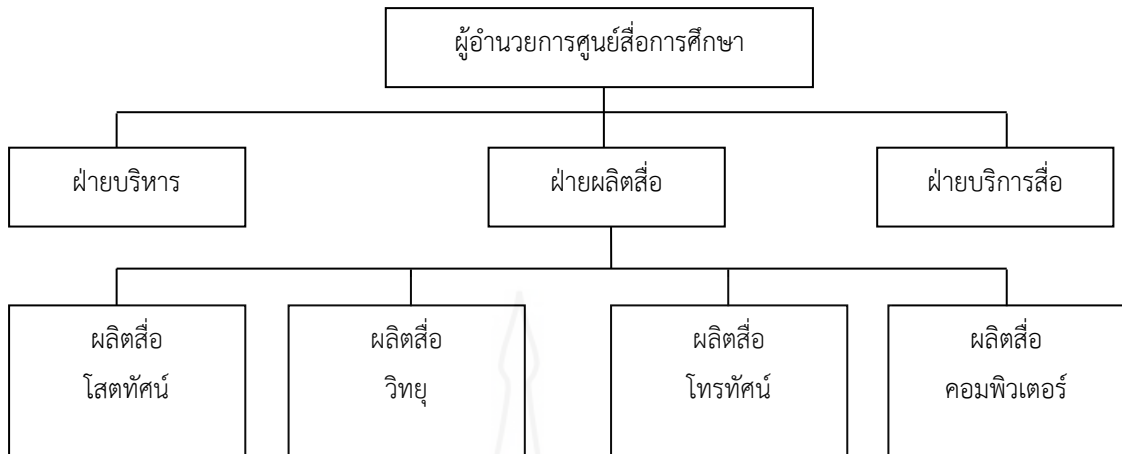 ผู้อำนวยการศูนย์สื่อการศึกษา
ฝ่ายบริหาร
ฝ่ายผลิตสื่อ
ฝ่ายบริการสื่อ
ผลิตสื่อ
โสตทัศน์
ผลิตสื่อ
วิทยุ
ผลิตสื่อ
โทรทัศน์
ผลิตสื่อ
คอมพิวเตอร์